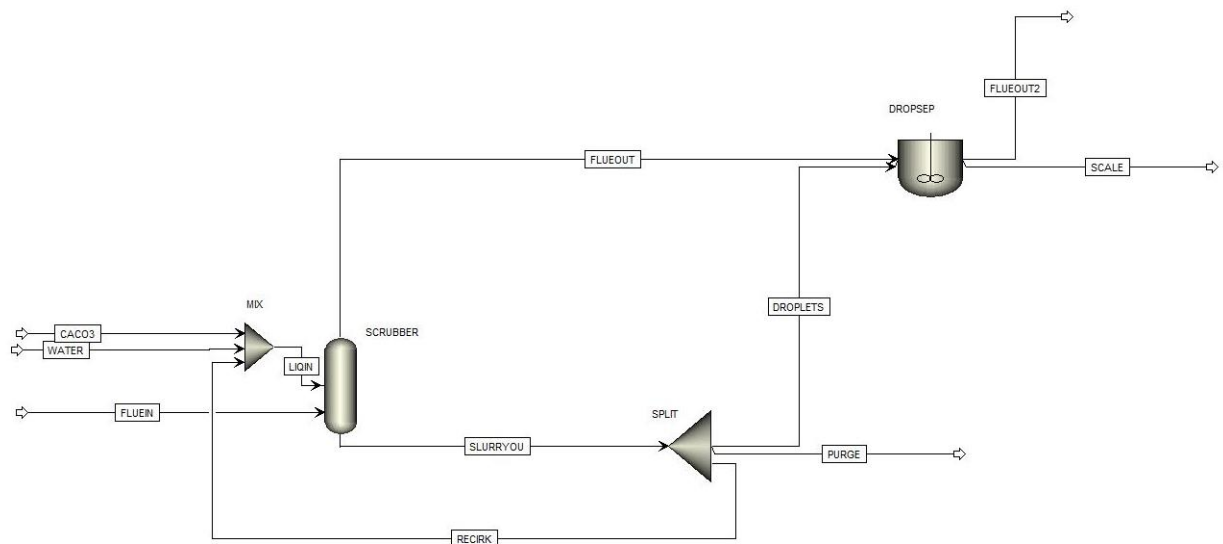 FLUEOUT2
DROPSEP
FLUEOUT
SCALE
MIX
DROPLETS
CACO3
SCRUBBER
WATER
LIQIN
FLUEIN
SPLIT
SLURRYOU
PURGE
RECIRK